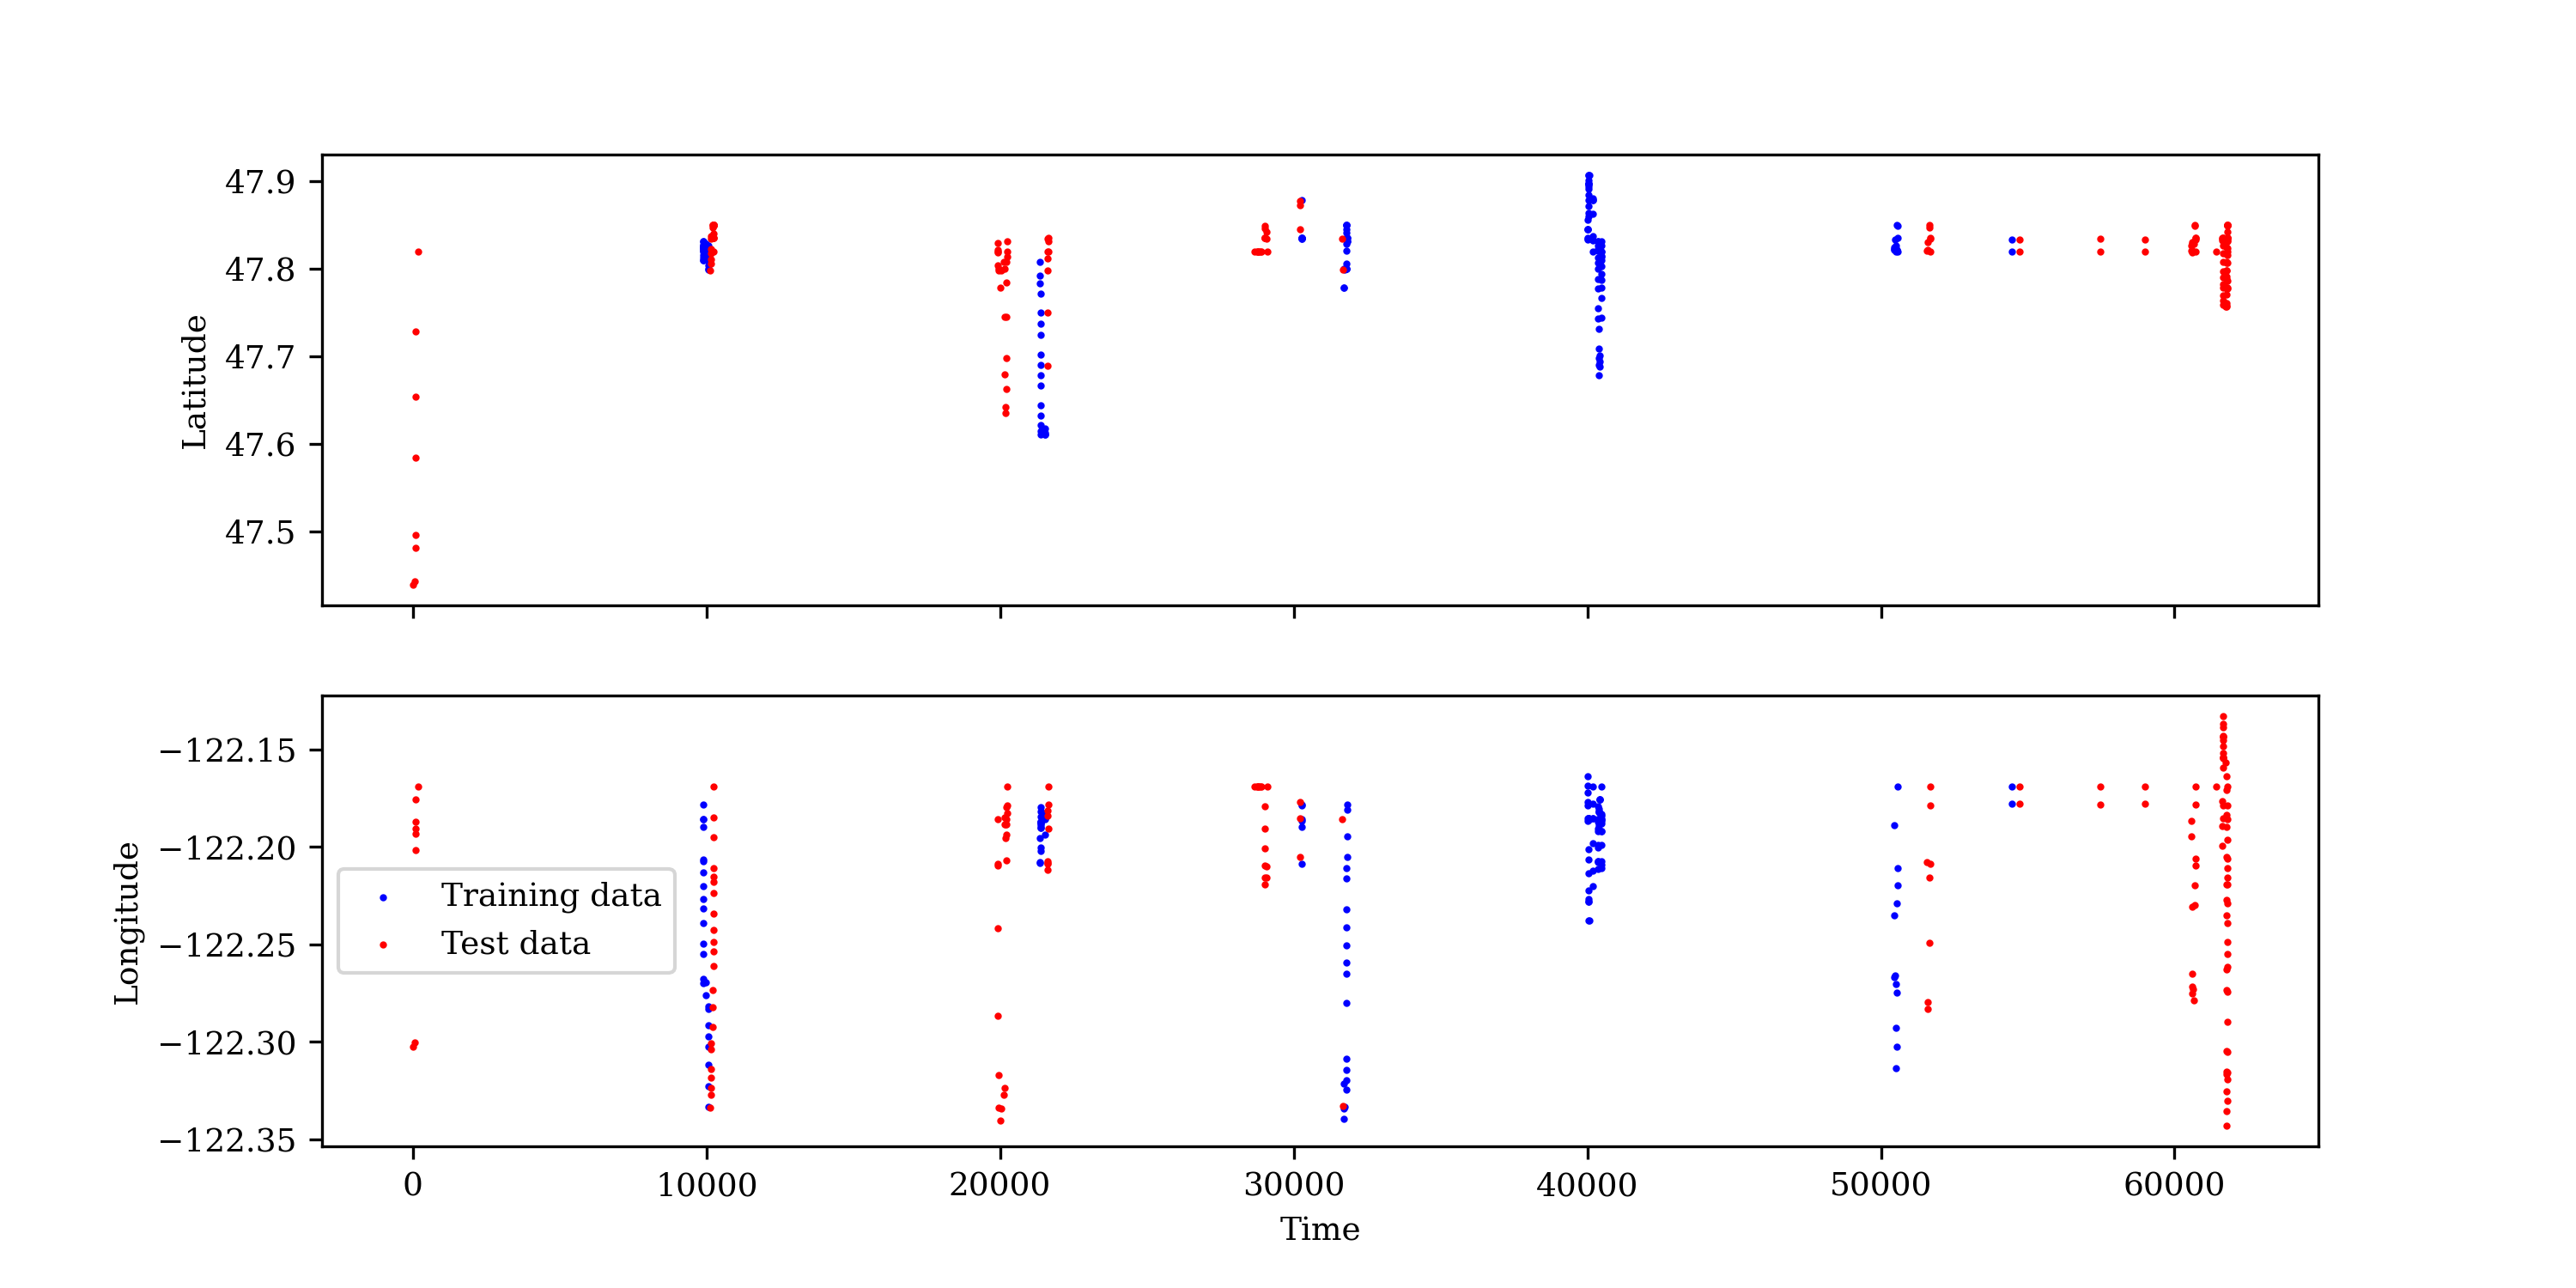 47.9
47.8
47.7
47.6
47.5
Latitude
−122.15
−122.20
−122.25
−122.30
−122.35
Longitude
Training data
Test data
0 10000 20000 30000 40000 50000 60000
Time